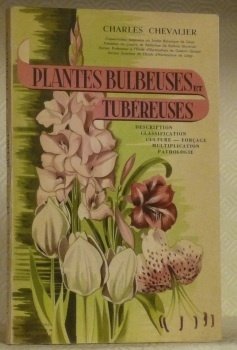 CHARLES CHEVALIER
PLANTES BULBEUSES ET
TUBÉREUSES
DESCRIPTION
CLASSIFICATION
CULTURE — FORÇAGE
MULTIPLICATION
PATHOLOGIE